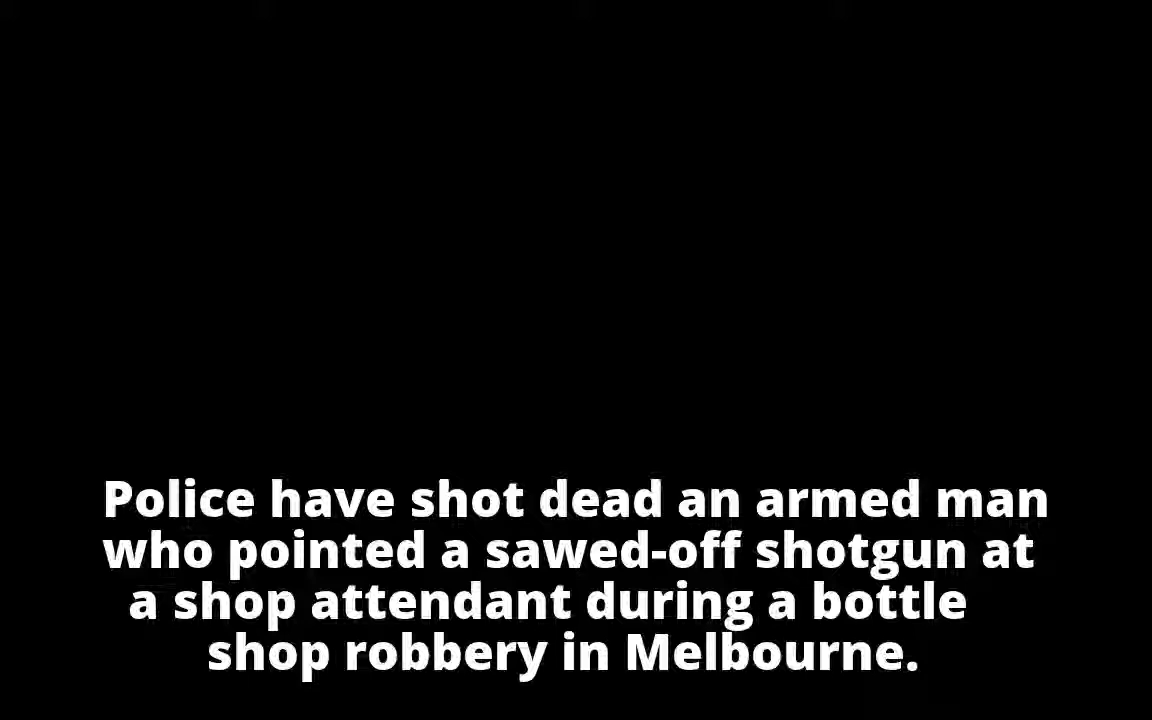 Police have shot dead an armed man
who pointed a sawed-off shotgun at
a shop attendant during a bottle
shop robbery in Melbourne.